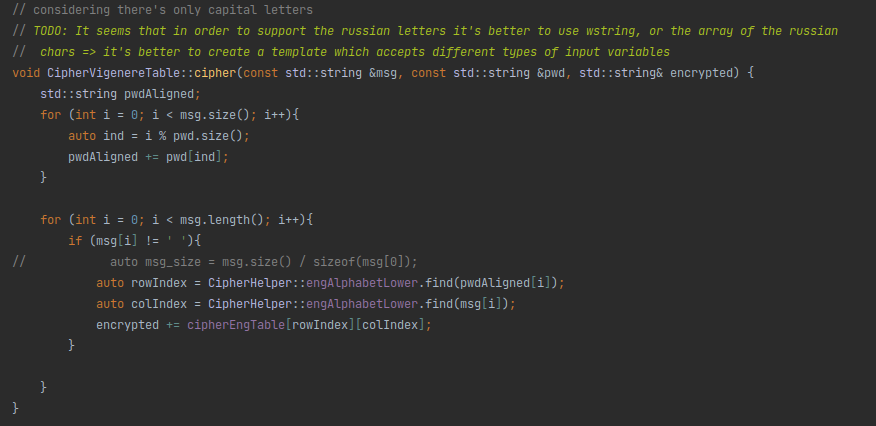 // considering there's only capital letters
// TODO: It seems that in order to support the russian letters it's better to use wstring, or the array of the russian
//  chars => it's better to create a template which accepts different types of input variables
void CipherVigenereTable::cipher(const std::string &msg, const std::string &pwd, std::string& encrypted) {
    std::string pwdAligned;
    for (int i = 0; i < msg.size(); i++){
        auto ind = i % pwd.size();
        pwdAligned += pwd[ind];
    }

    for (int i = 0; i < msg.length(); i++){
        if (msg[i] != ' '){
//            auto msg_size = msg.size() / sizeof(msg[0]);
            auto rowIndex = CipherHelper::engAlphabetLower.find(pwdAligned[i]);
            auto colIndex = CipherHelper::engAlphabetLower.find(msg[i]);
            encrypted += cipherEngTable[rowIndex][colIndex];
        }

    }
}